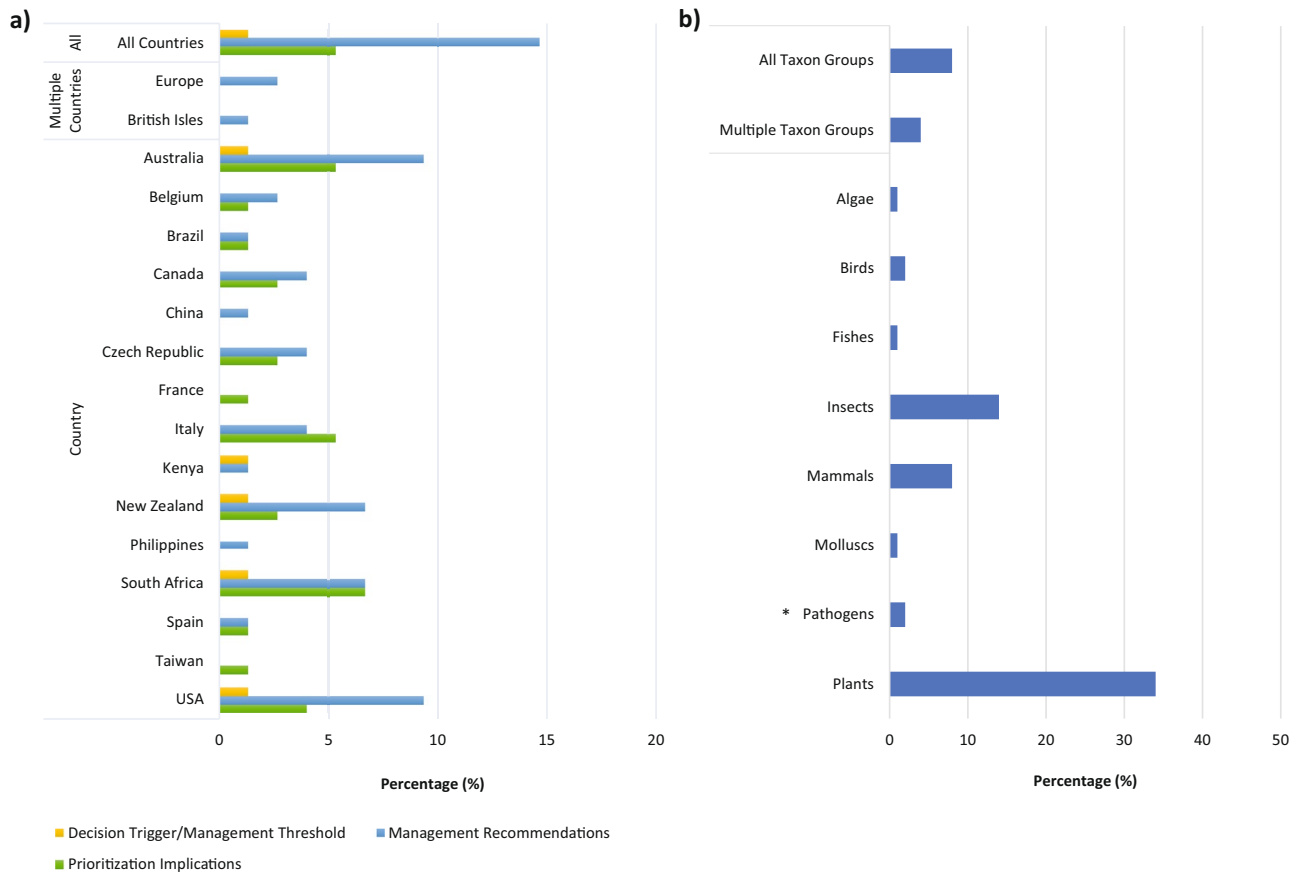 a)
All
All Countries
Multiple
Countries
Europe
British Isles
Country
Australia
Belgium
Brazil
Canada
China
Czech Republic
France
Italy
Kenya
New Zealand
Philippines
South Africa
Spain
Taiwan
USA
0 5 10 15 20
Percentage (%)
Decision Trigger/Management Threshold Management Recommendations
Prioritization Implications
b)
All Taxon Groups
Multiple Taxon Groups
Algae
Birds
Fishes
Insects
Mammals
Molluscs
* Pathogens
Plants
0 10 20 30 40 50
Percentage (%)